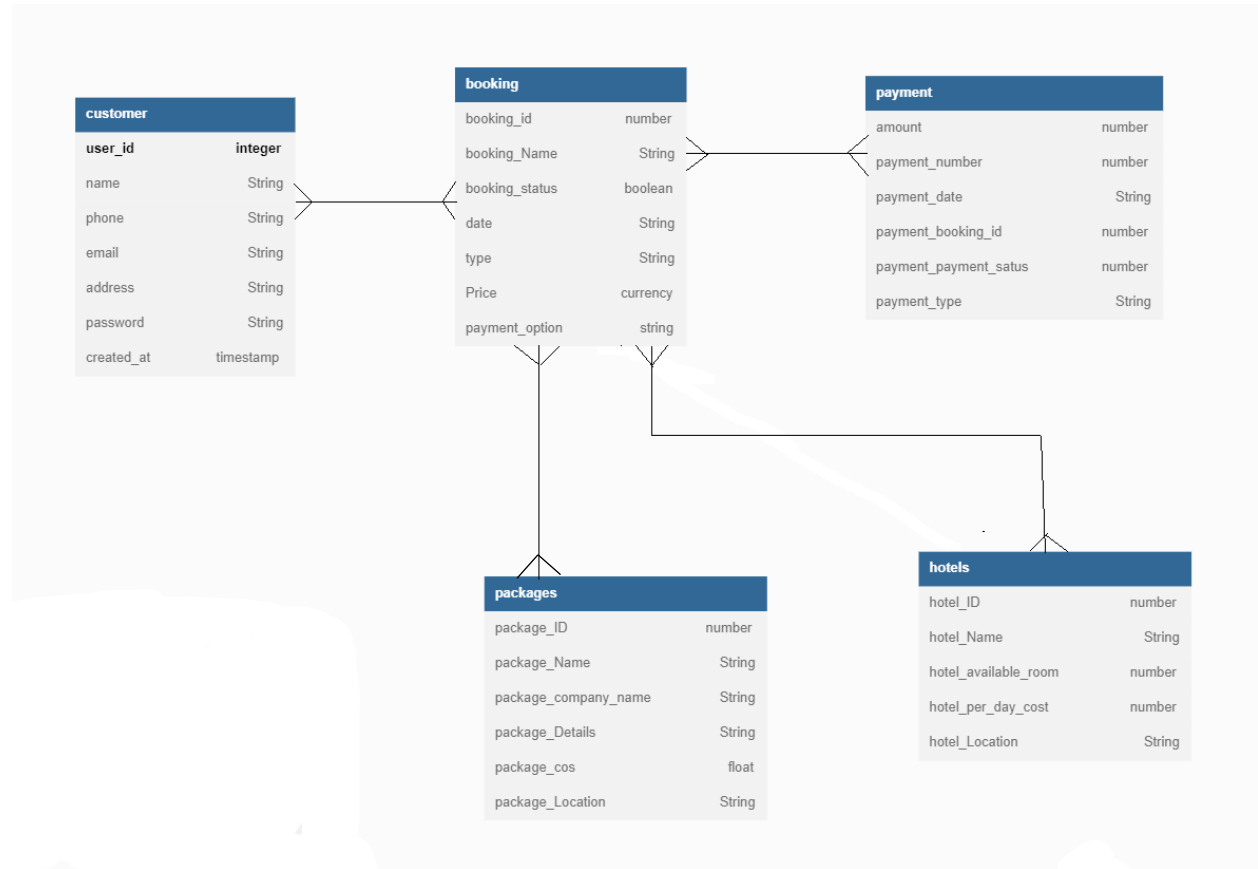 customer
user_id integer
name String
phone String
email String
address String
password String
created_at timestamp
booking
booking_id number
booking_Name String
booking_status boolean
date String
type String
Price currency
payment_option string
payment
amount number
payment_number number
payment_date String
payment_booking_id number
payment_payment_satus number
payment_type String
packages
package_ID number
package_Name String
package_company_name String
package_Details String
package_cos float
package_Location String
hotels
hotel_ID number
hotel_Name String
hotel_available_room number
hotel_per_day_cost number
hotel_Location String